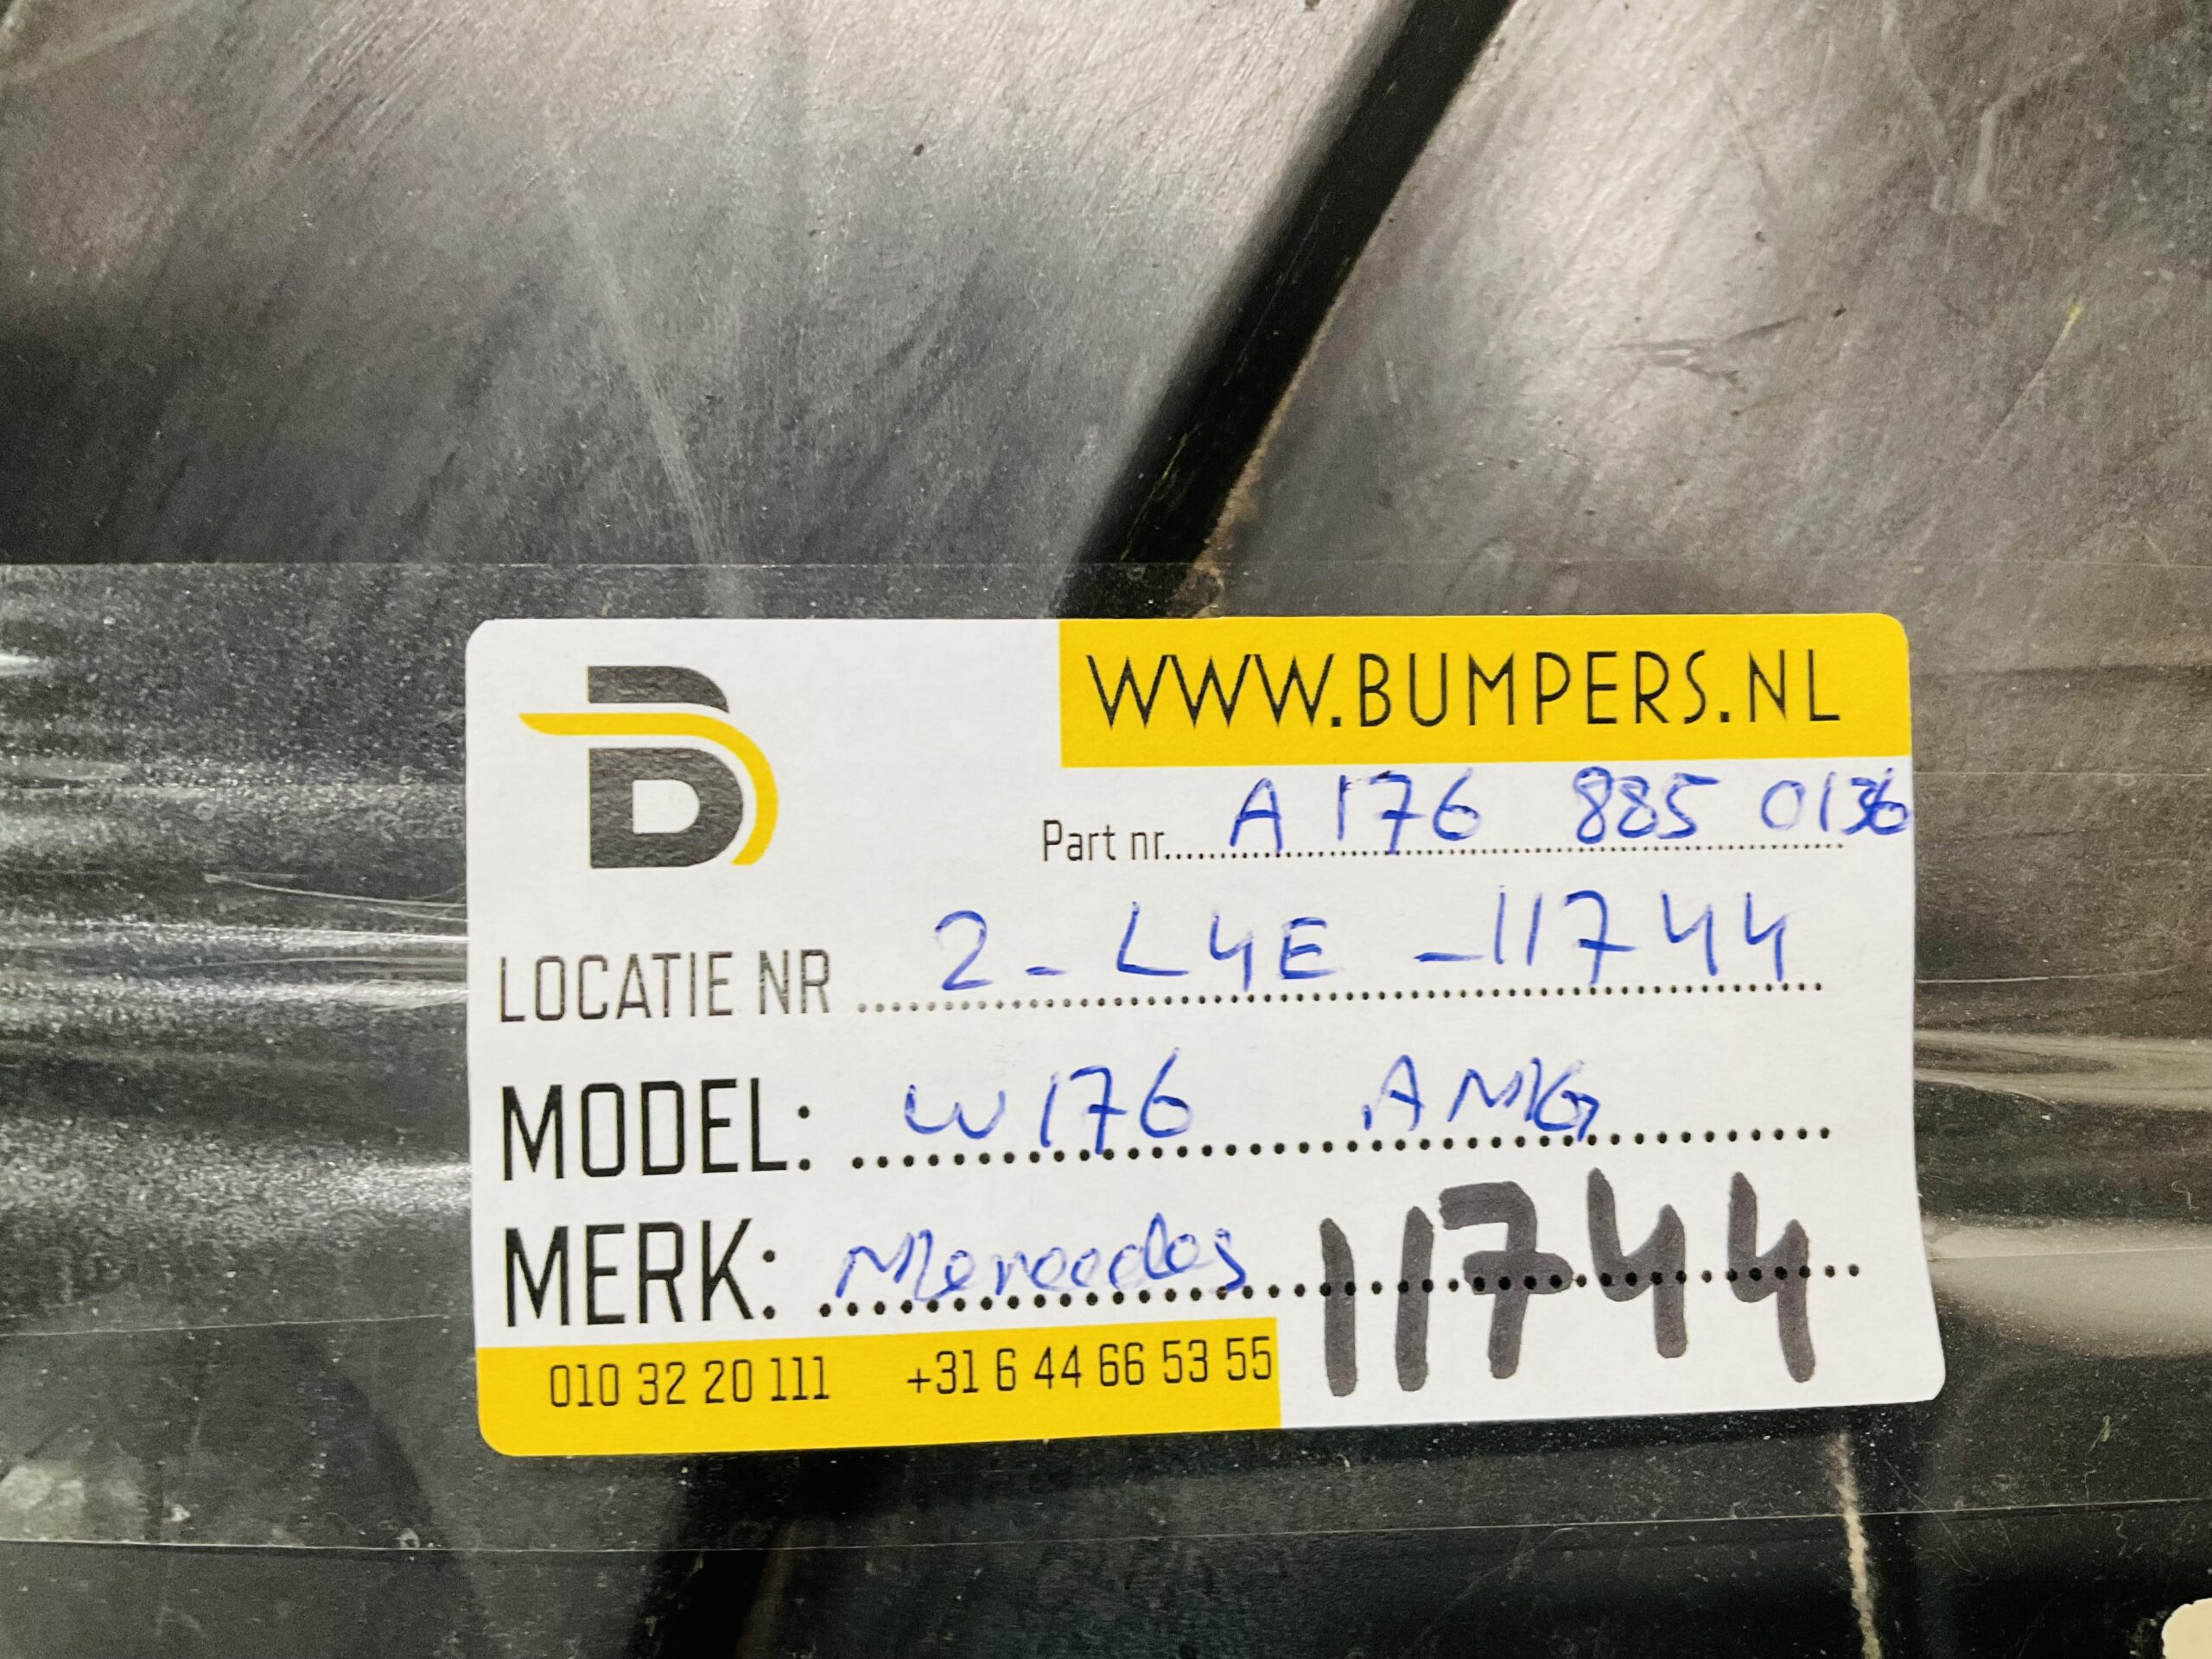 B
WWW.BUMPERS.NL
Part nr. A 176 885 0136
LOCATIE NR 2 - L4E - 11744
MODEL: W176 AMG
MERK: Mercedes 11744
010 32 20 111 +31 6 44 66 53 55